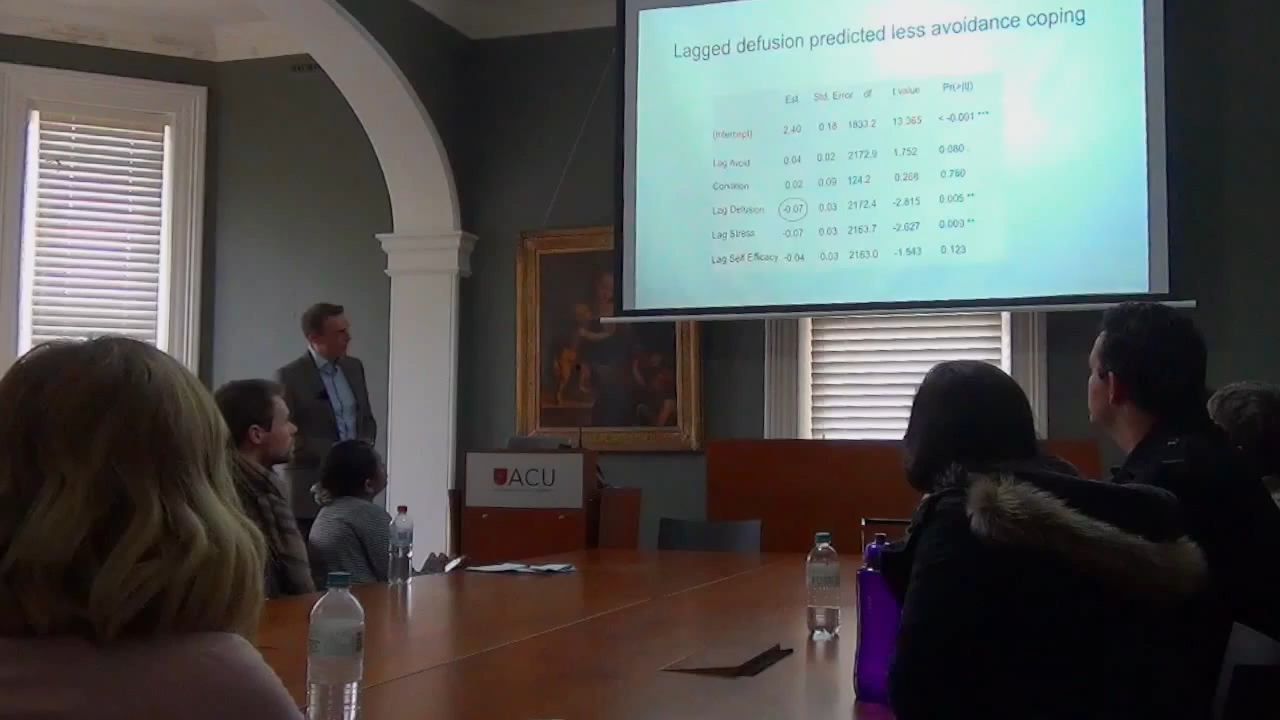 Lagged defusion predicted less avoidance coping
Est. Std. Error df t value Pr(>|t|)
(Intercept) 2.40 0.18 1833.2 13.365 < -0.001 ***
Lag Avoid 0.04 0.02 2172.9 1.752 0.080 .
Condition 0.02 0.09 124.2 0.268 0.790
Lag Defusion -0.07 0.03 2172.4 -2.815 0.005 **
Lag Stress -0.07 0.03 2163.7 -2.627 0.009 **
Lag Self Efficacy -0.04 0.03 2163.0 -1.543 0.123
ACU